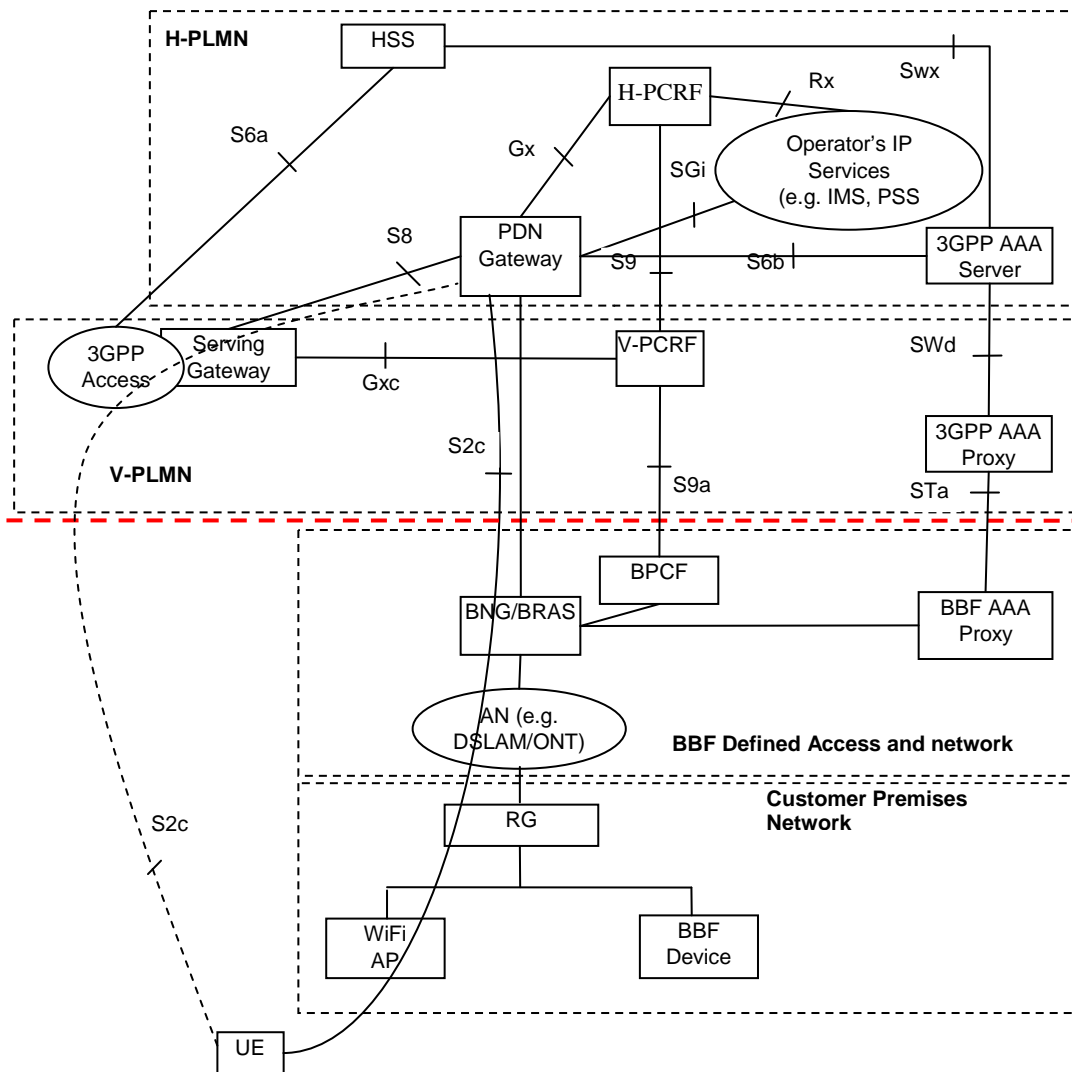 H-PLMN
HSS
Swx
H-PCRF
Rx
S6a
Gx
Operator's IP
Services
(e.g. IMS, PSS
SGi
S8
PDN
Gateway
S9
S6b
3GPP AAA
Server
3GPP
Access
Serving
Gateway
Gxc
V-PCRF
SWd
3GPP AAA
Proxy
V-PLMN
S2c
S9a
STa
BPCF
BNG/BRAS
BBF AAA
Proxy
AN (e.g.
DSLAM/ONT)
BBF Defined Access and network
Customer Premises
Network
RG
S2c
WiFi
AP
BBF
Device
UE